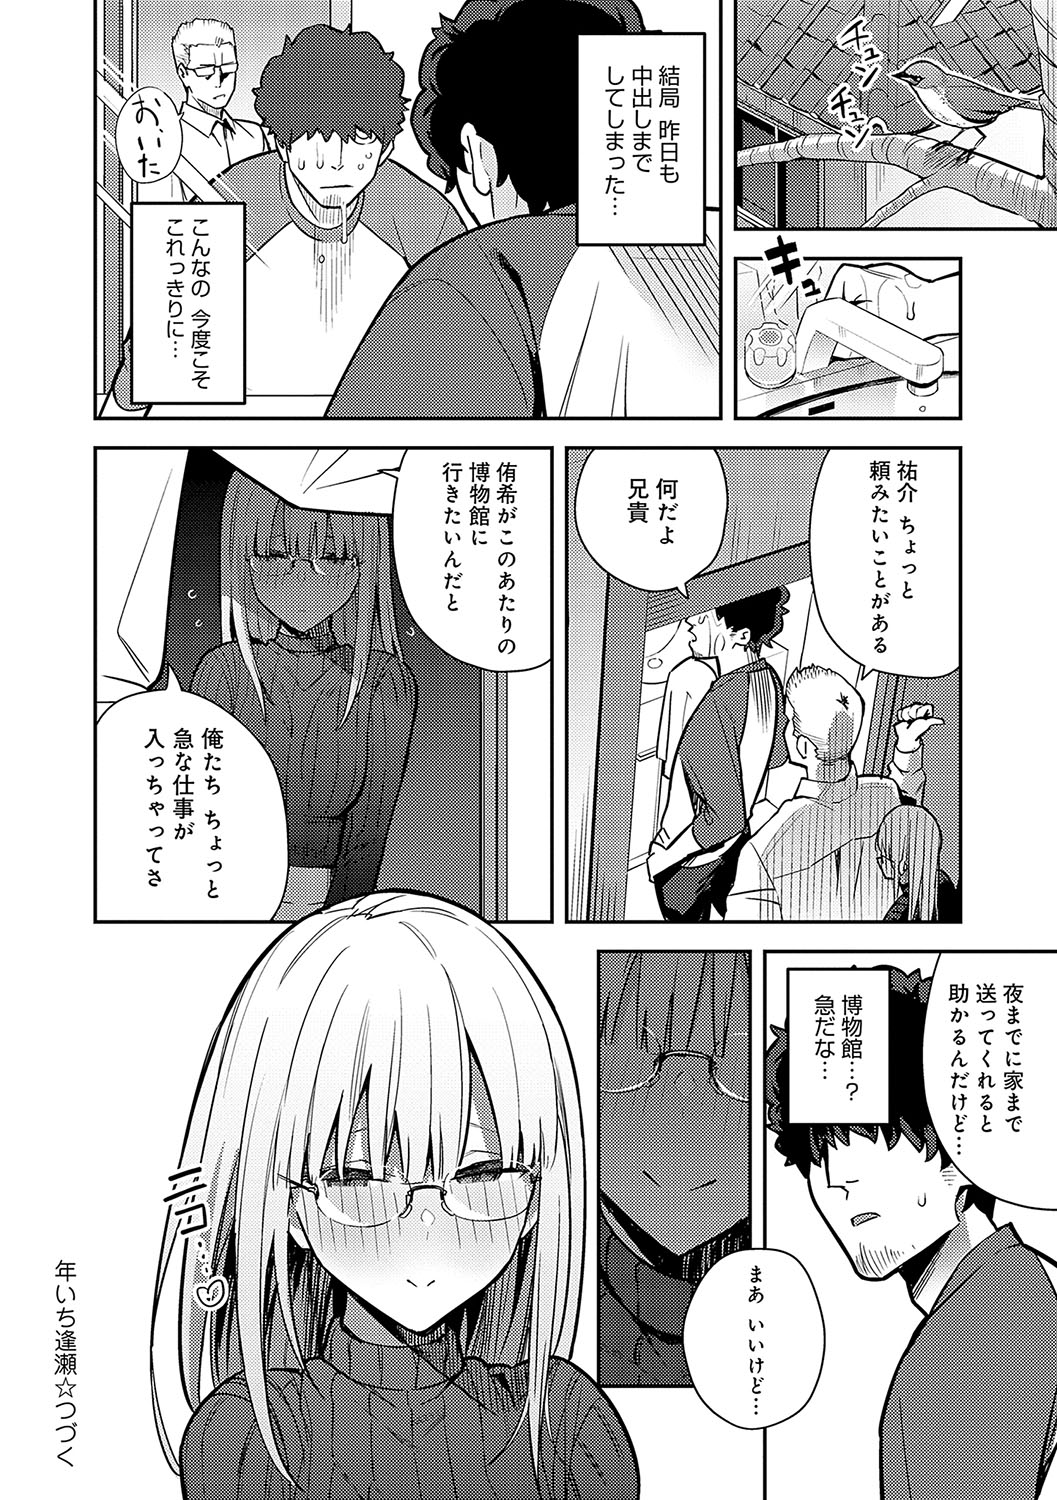 チュン
チュン
キュ
結局 昨日も
中出しまで
してしまった…
おいた
こんなの 今度こそ
これっきりに…
祐介 ちょっと
頼みたいことがある
何だよ
兄貴
侑希がこのあたりの
博物館に
行きたいんだと
俺たち ちょっと
急な仕事が
入っちゃってさ
夜までに家まで
送ってくれると
助かるんだけど…
博物館…?
急だな…
まあ いいけど…
ニコ
年いち逢瀬☆つづく